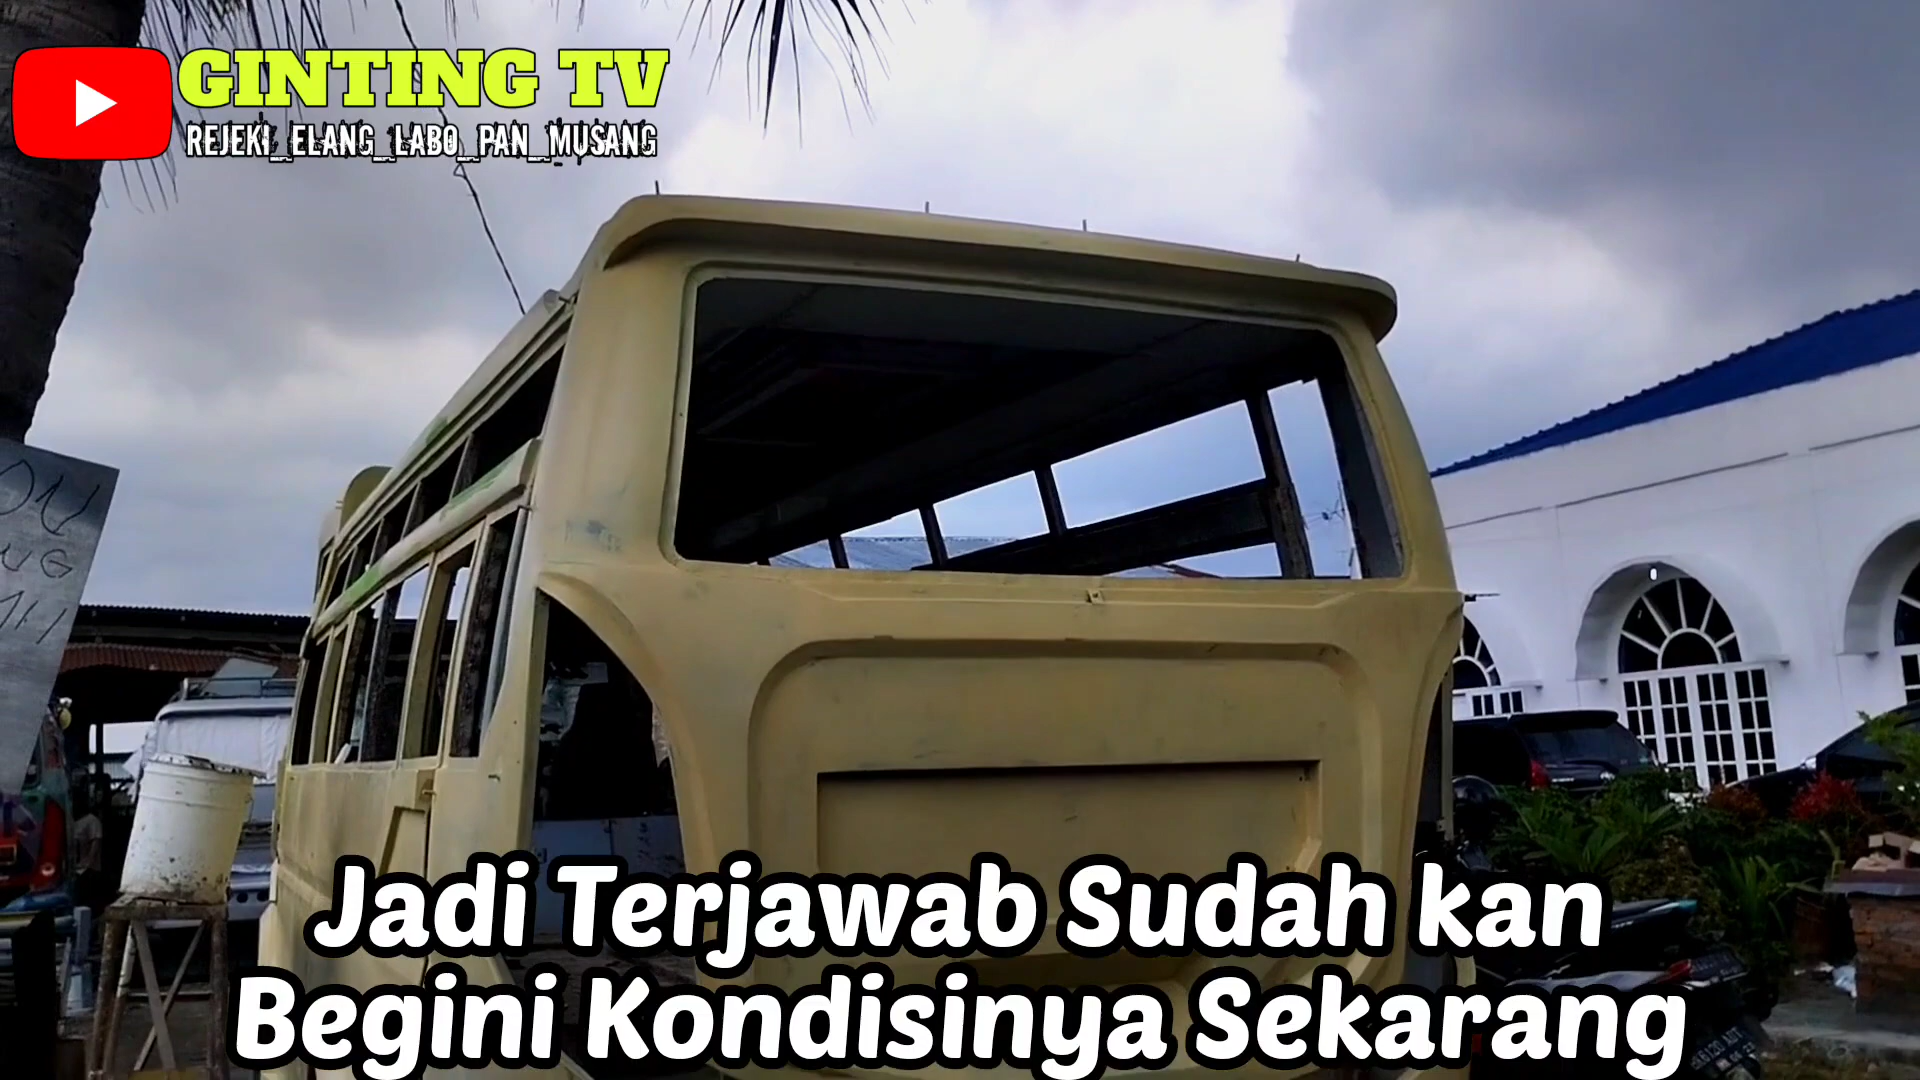 GINTING TV
REJEKI_ELANG_LABO_PAN_MUSANG
Jadi Terjawab Sudah kan
Begini Kondisinya Sekarang